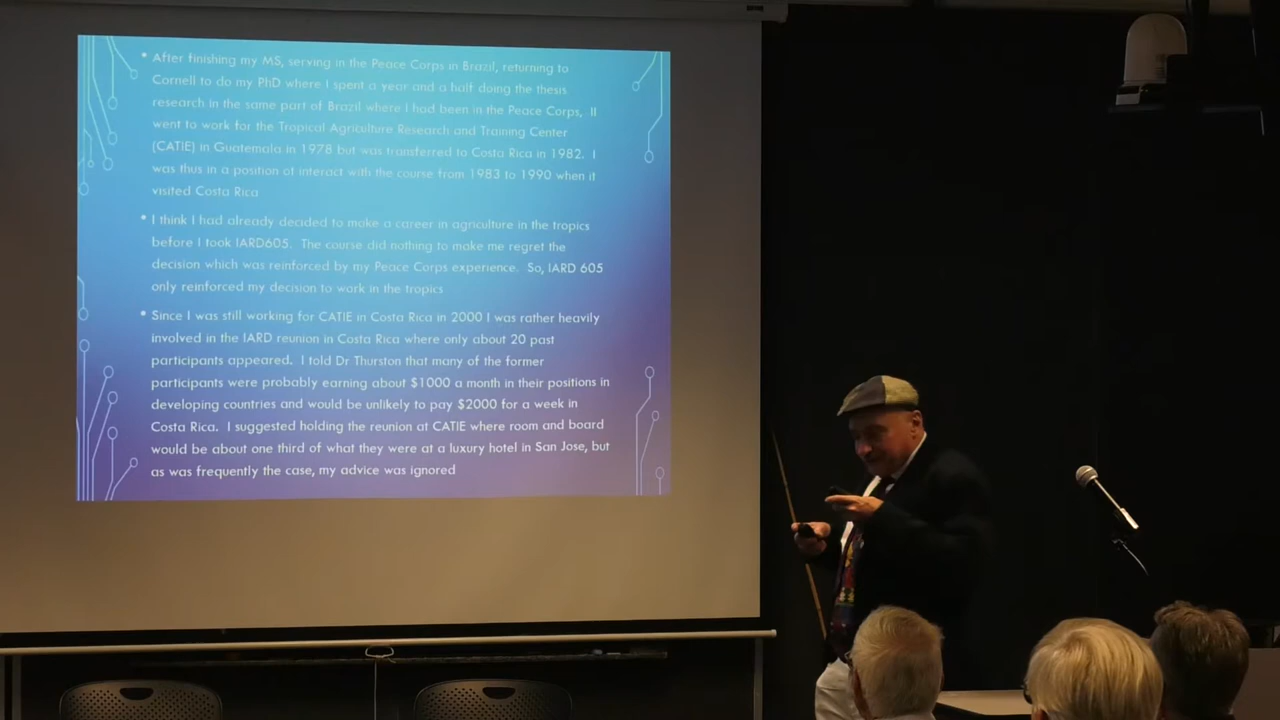 • After finishing my MS, serving in the Peace Corps in Brazil, returning to
Cornell to do my PhD where I spent a year and a half doing the thesis
research in the same part of Brazil where I had been in the Peace Corps, II
went to work for the Tropical Agriculture Research and Training Center
(CATIE) in Guatemala in 1978 but was transferred to Costa Rica in 1982. I
was thus in a position ot interact with the course from 1983 to 1990 when it
visited Costa Rica
• I think I had already decided to make a career in agriculture in the tropics
before I took IARD605. The course did nothing to make me regret the
decision which was reinforced by my Peace Corps experience. So, IARD 605
only reinforced my decision to work in the tropics
• Since I was still working for CATIE in Costa Rica in 2000 I was rather heavily
involved in the IARD reunion in Costa Rica where only about 20 past
participants appeared. I told Dr Thurston that many of the former
participants were probably earning about $1000 a month in their positions in
developing countries and would be unlikely to pay $2000 for a week in
Costa Rica. I suggested holding the reunion at CATIE where room and board
would be about one third of what they were at a luxury hotel in San Jose, but
as was frequently the case, my advice was ignored